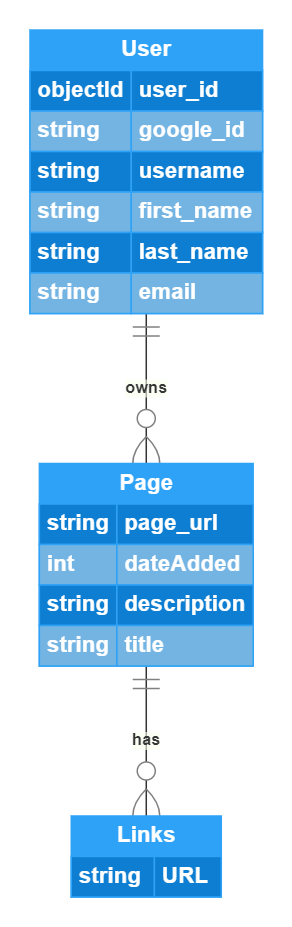 User
objectId user_id
string google_id
string username
string first_name
string last_name
string email
owns
Page
string page_url
int dateAdded
string description
string title
has
Links
string URL